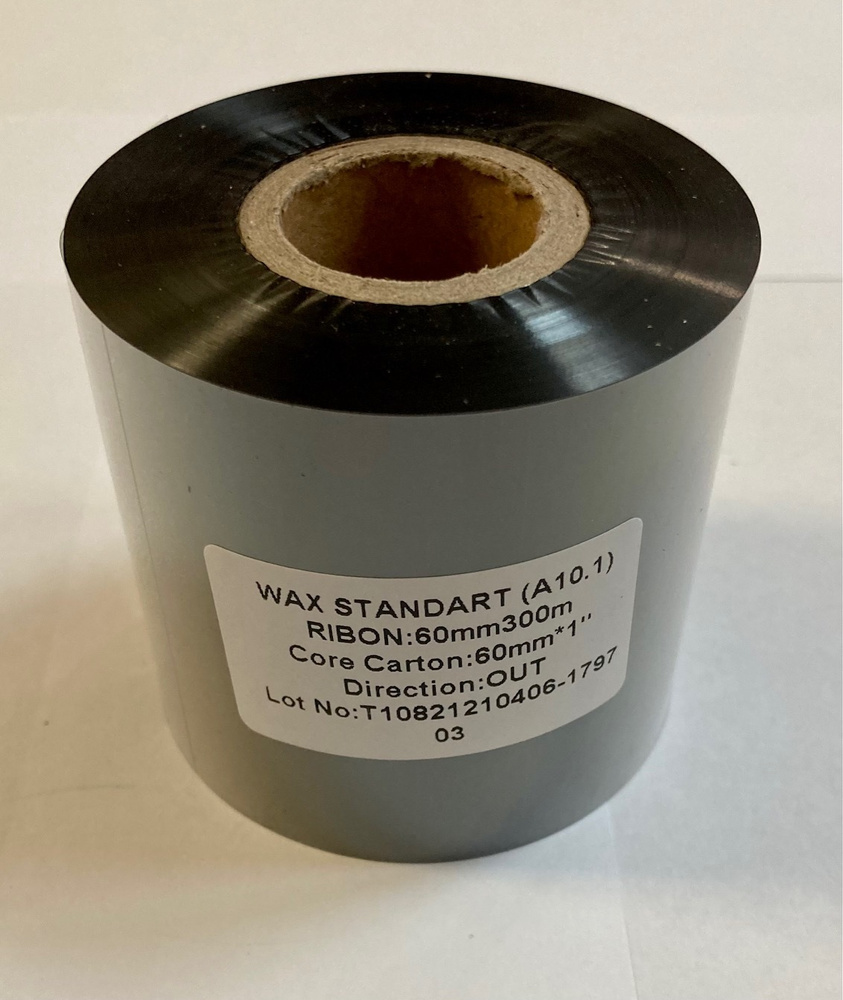 WAX STANDART (A10.1)
RIBON:60mm300m
Core Carton:60mm*1''
Direction:OUT
Lot No:T10821210406-1797
03